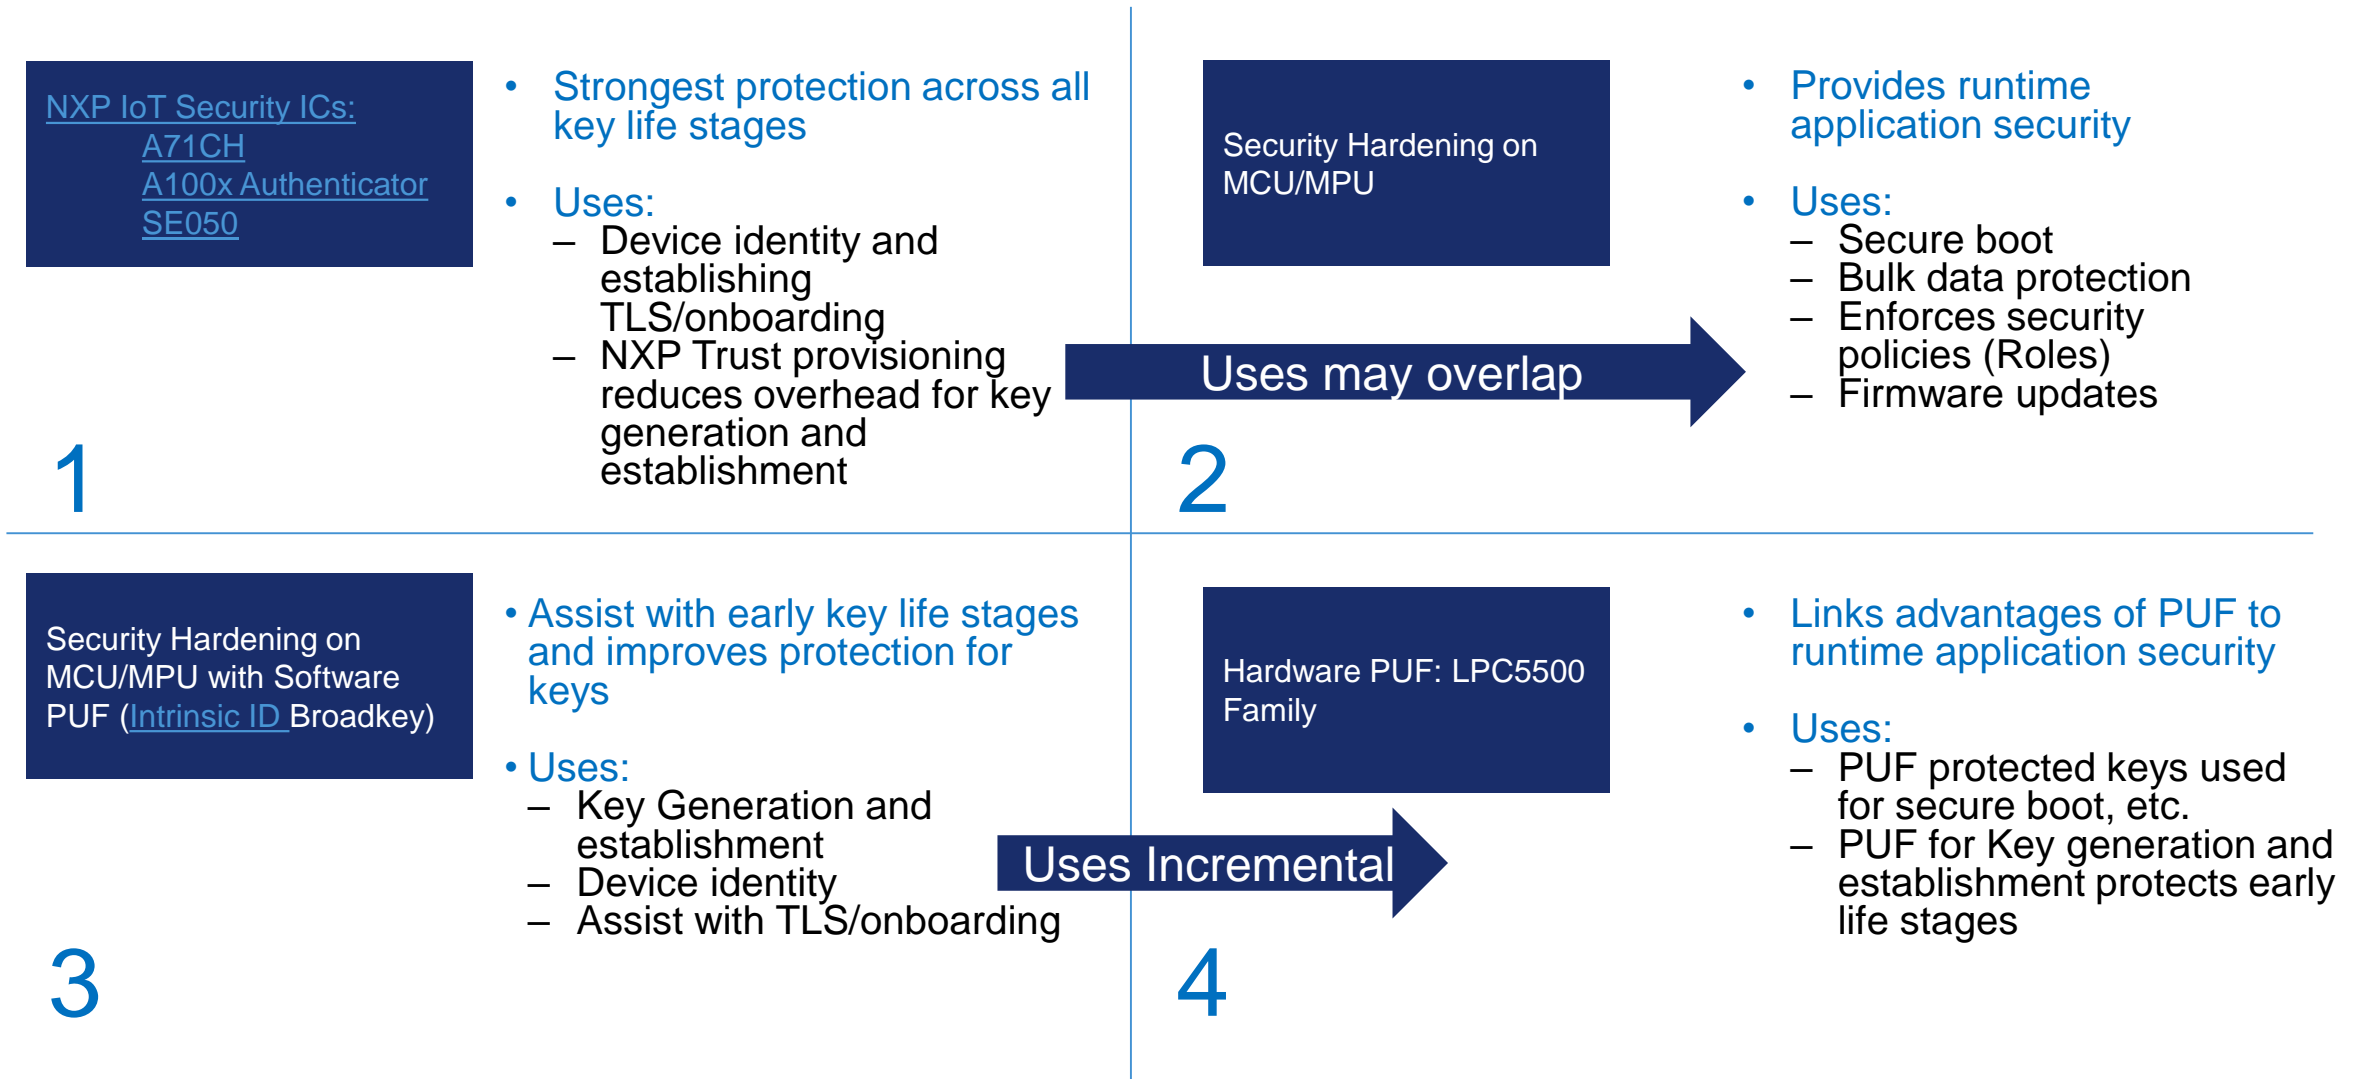 NXP IoT Security ICs:
A71CH
A100x Authenticator
SE050
• Strongest protection across all
key life stages
• Uses:
– Device identity and
establishing
TLS/onboarding
– NXP Trust provisioning
reduces overhead for key
generation and
establishment
1
Uses may overlap
Security Hardening on
MCU/MPU
• Provides runtime
application security
• Uses:
– Secure boot
– Bulk data protection
– Enforces security
policies (Roles)
– Firmware updates
2
Security Hardening on
MCU/MPU with Software
PUF (Intrinsic ID Broadkey)
• Assist with early key life stages
and improves protection for
keys
• Uses:
– Key Generation and
establishment
– Device identity
– Assist with TLS/onboarding
3
Uses Incremental
Hardware PUF: LPC5500
Family
• Links advantages of PUF to
runtime application security
• Uses:
– PUF protected keys used
for secure boot, etc.
– PUF for Key generation and
establishment protects early
life stages
4